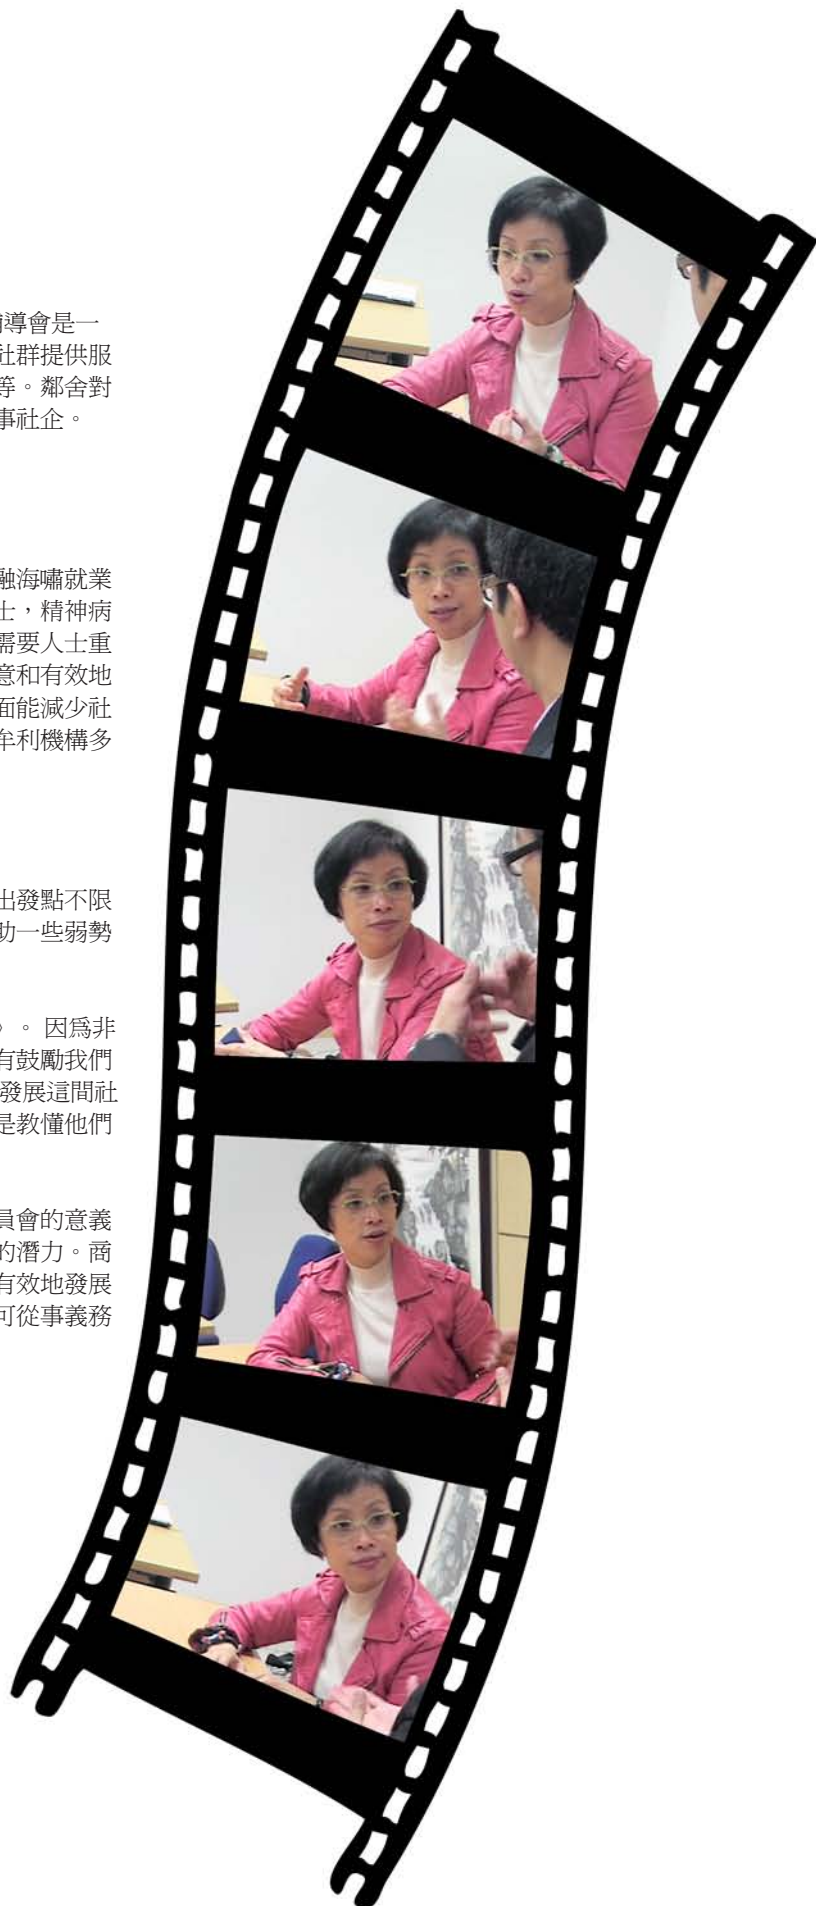 導會是一
社群提供服
等。鄰舍對
事社企。
融海嘯就業
士，精神病
需要人士重
意和有效地
面能減少社
牟利機構多
出發點不限
助一些弱勢
》。 因爲非
有鼓勵我們
發展這間社
是教懂他們
員會的意義
的潛力。商
有效地發展
可從事義務